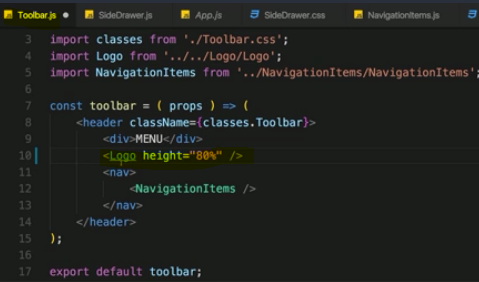 Toolbar.js SideDrawer.js App.js SideDrawer.css NavigationItems.js
3 import classes from './Toolbar.css';
4 import Logo from '../../Logo/Logo';
5 import NavigationItems from '../NavigationItems/NavigationItems';
6
7 const toolbar = ( props ) => (
8 <header className={classes.Toolbar}>
9 <div>MENU</div>
10 <Logo height="80%" />
11 <nav>
12 <NavigationItems />
13 </nav>
14 </header>
15 );
16
17 export default toolbar;